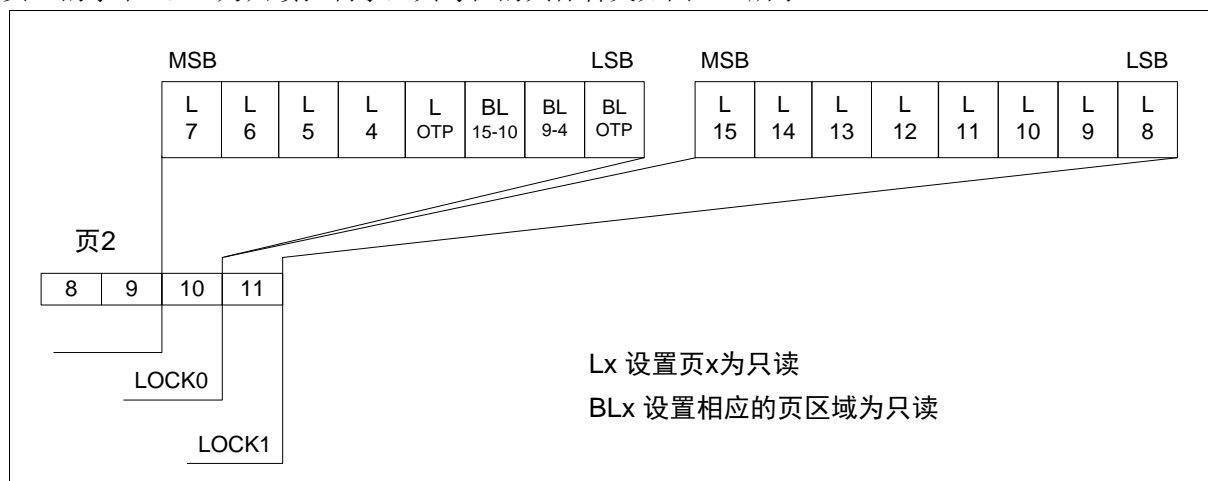 MSB LSB MSB LSB
L L L L L BL BL BL L L L L L L L L
7 6 5 4 OTP 15-10 9-4 OTP 15 14 13 12 11 10 9 8
页2
8 9 10 11
Lx 设置页x为只读
LOCK0
BLx 设置相应的页区域为只读
LOCK1